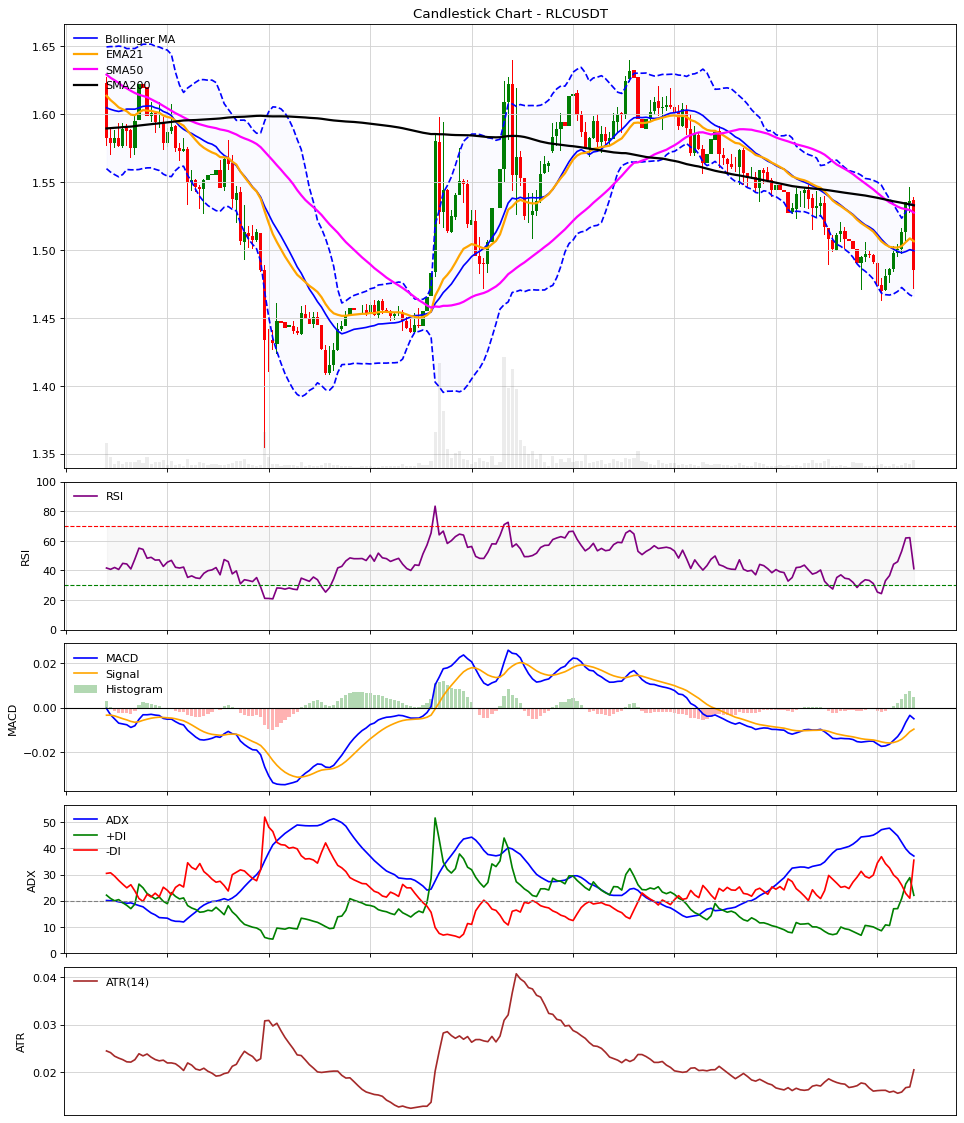 Candlestick Chart - RLCUSDT
Bollinger MA
EMA21
SMA50
SMA200
1.65
1.60
1.55
1.50
1.45
1.40
1.35
RSI
100
80
60
40
20
0
RSI
MACD
Signal
Histogram
0.02
0.00
−0.02
MACD
ADX
+DI
-DI
50
40
30
20
10
0
ADX
ATR(14)
0.04
0.03
0.02
ATR